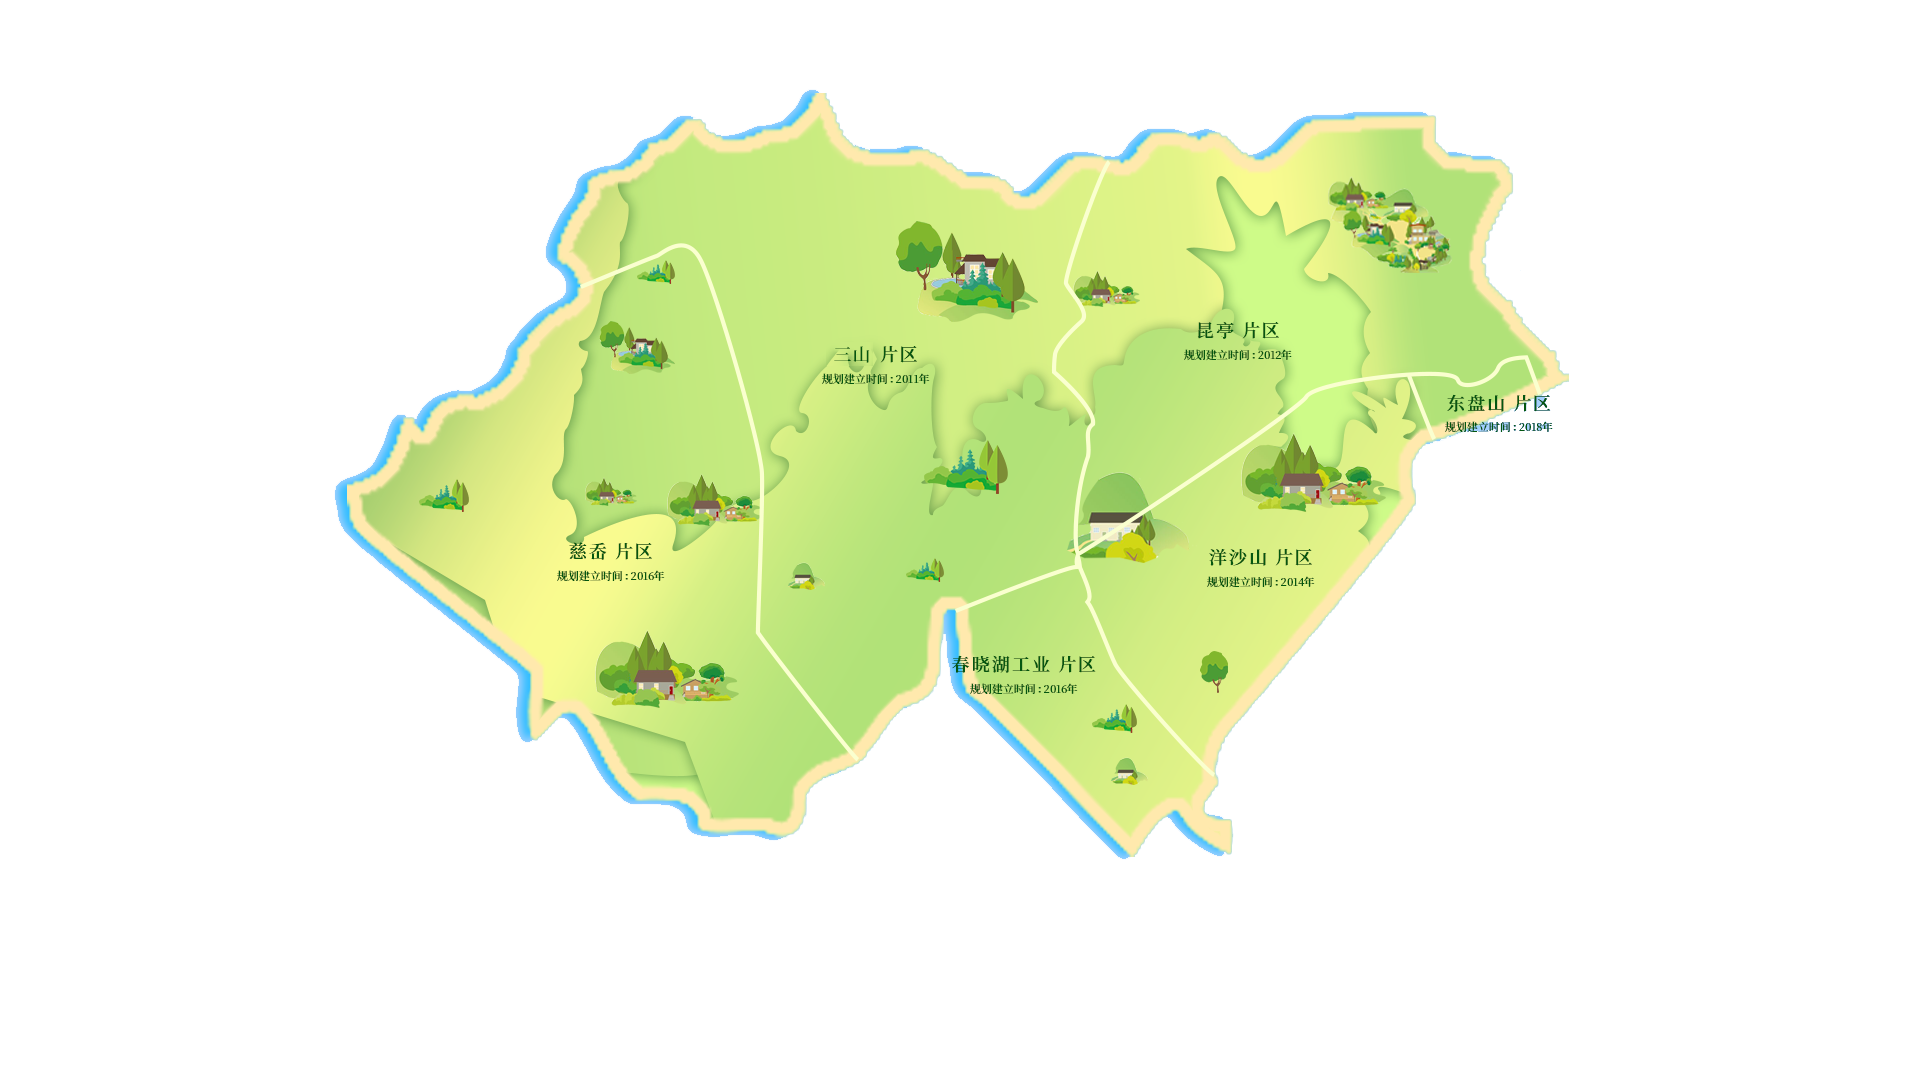 昆亭 片区
规划建立时间：2012年
三山 片区
规划建立时间：2011年
东盘山 片区
规划建立时间：2018年
慈岙 片区
规划建立时间：2016年
洋沙山 片区
规划建立时间：2014年
春晓湖工业 片区
规划建立时间：2016年